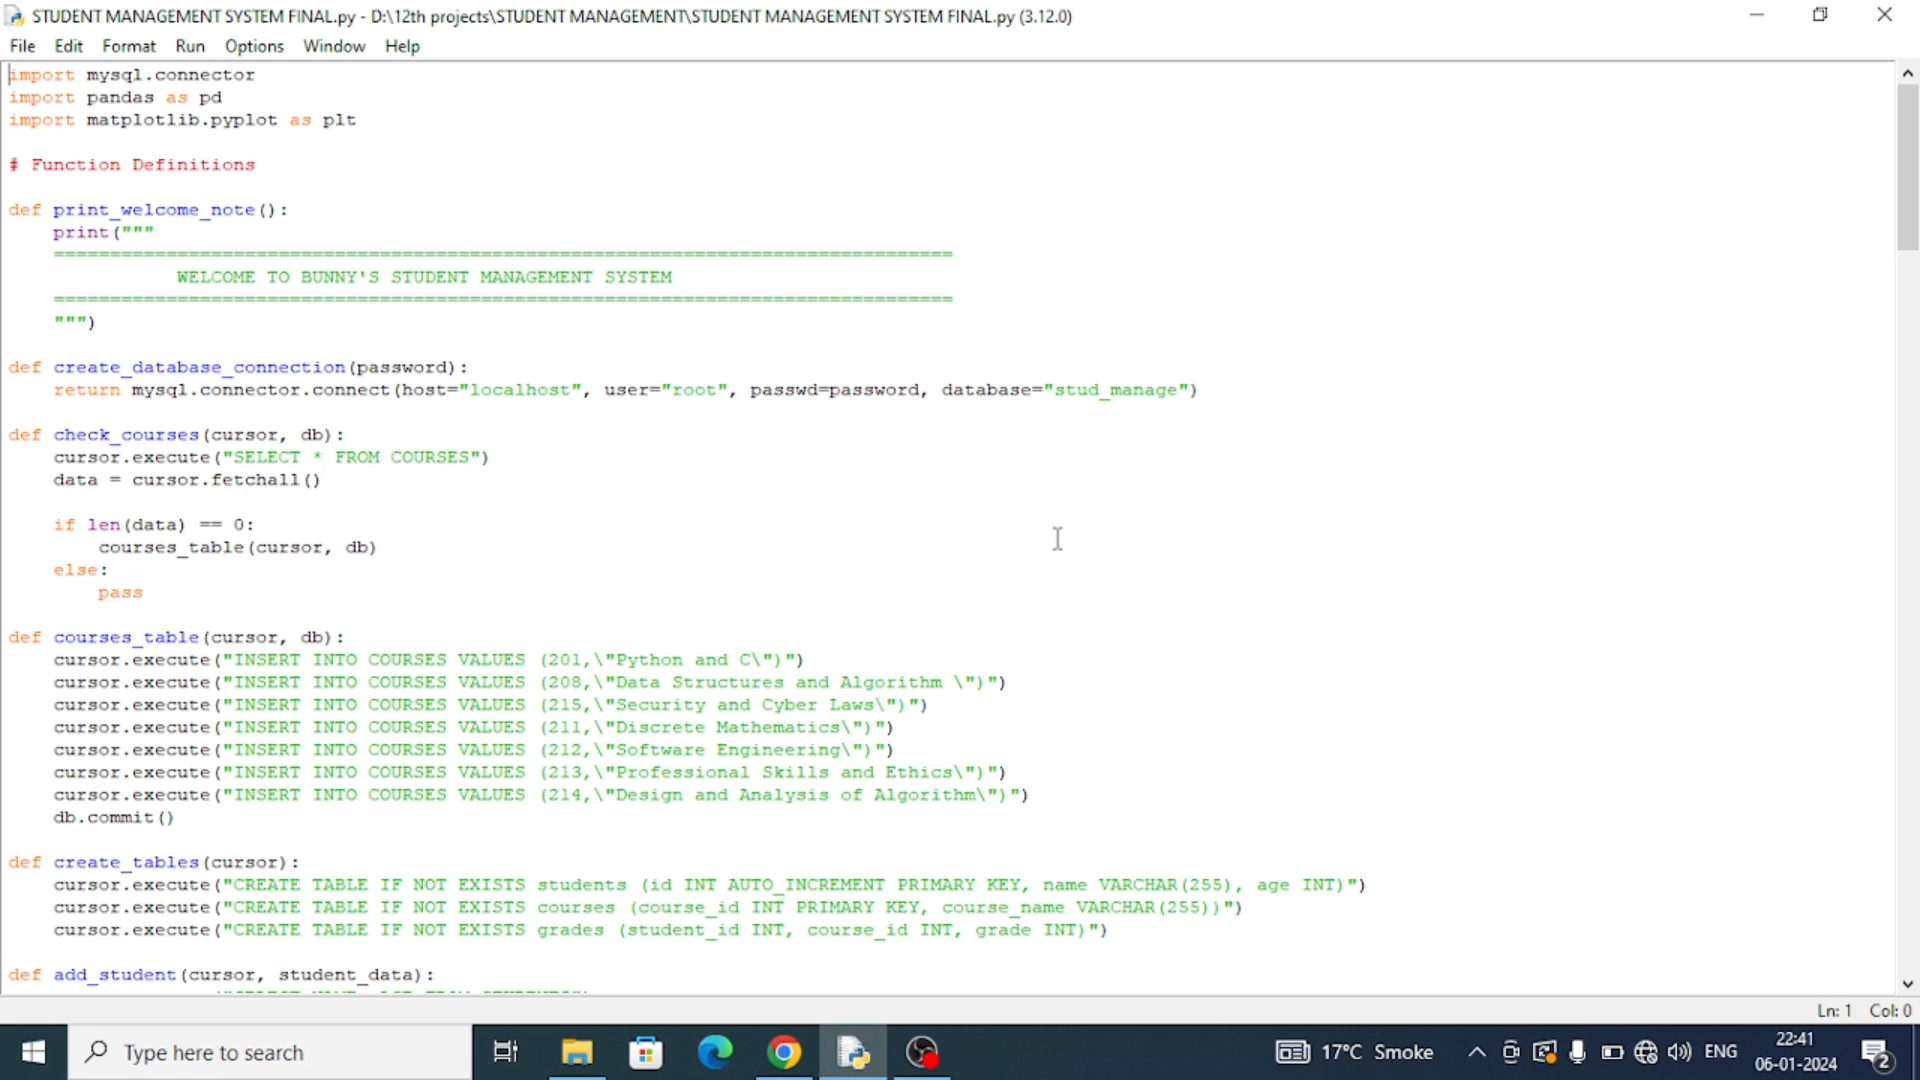 STUDENT MANAGEMENT SYSTEM FINAL.py - D:\12th projects\STUDENT MANAGEMENT\STUDENT MANAGEMENT SYSTEM FINAL.py (3.12.0)
File Edit Format Run Options Window Help
import mysql.connector
import pandas as pd
import matplotlib.pyplot as plt
# Function Definitions
def print_welcome_note():
    print("""
    ================================================================================
               WELCOME TO BUNNY'S STUDENT MANAGEMENT SYSTEM
    ================================================================================
    """)
def create_database_connection(password):
    return mysql.connector.connect(host="localhost", user="root", passwd=password, database="stud_manage")
def check_courses(cursor, db):
    cursor.execute("SELECT * FROM COURSES")
    data = cursor.fetchall()
    if len(data) == 0:
        courses_table(cursor, db)
    else:
        pass
def courses_table(cursor, db):
    cursor.execute("INSERT INTO COURSES VALUES (201,\"Python and C\")")
    cursor.execute("INSERT INTO COURSES VALUES (208,\"Data Structures and Algorithm \")")
    cursor.execute("INSERT INTO COURSES VALUES (215,\"Security and Cyber Laws\")")
    cursor.execute("INSERT INTO COURSES VALUES (211,\"Discrete Mathematics\")")
    cursor.execute("INSERT INTO COURSES VALUES (212,\"Software Engineering\")")
    cursor.execute("INSERT INTO COURSES VALUES (213,\"Professional Skills and Ethics\")")
    cursor.execute("INSERT INTO COURSES VALUES (214,\"Design and Analysis of Algorithm\")")
    db.commit()
def create_tables(cursor):
    cursor.execute("CREATE TABLE IF NOT EXISTS students (id INT AUTO_INCREMENT PRIMARY KEY, name VARCHAR(255), age INT)")
    cursor.execute("CREATE TABLE IF NOT EXISTS courses (course_id INT PRIMARY KEY, course_name VARCHAR(255))")
    cursor.execute("CREATE TABLE IF NOT EXISTS grades (student_id INT, course_id INT, grade INT)")
def add_student(cursor, student_data):
Ln: 1 Col: 0
Type here to search
17°C Smoke
ENG
22:41
06-01-2024
2